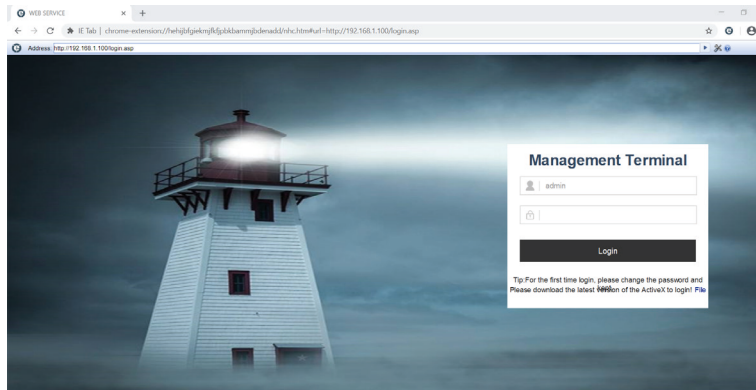 WEB SERVICE
IE Tab | chrome-extension://hehijbfgiekmjfkfjpbkbammjbdenadd/nhc.htm#url=http://192.168.1.100/login.asp
Address http://192.168.1.100/login.asp
Management Terminal
admin
Login
Tip:For the first time login, please change the password and
Please download the latest version of the ActiveX to login! File